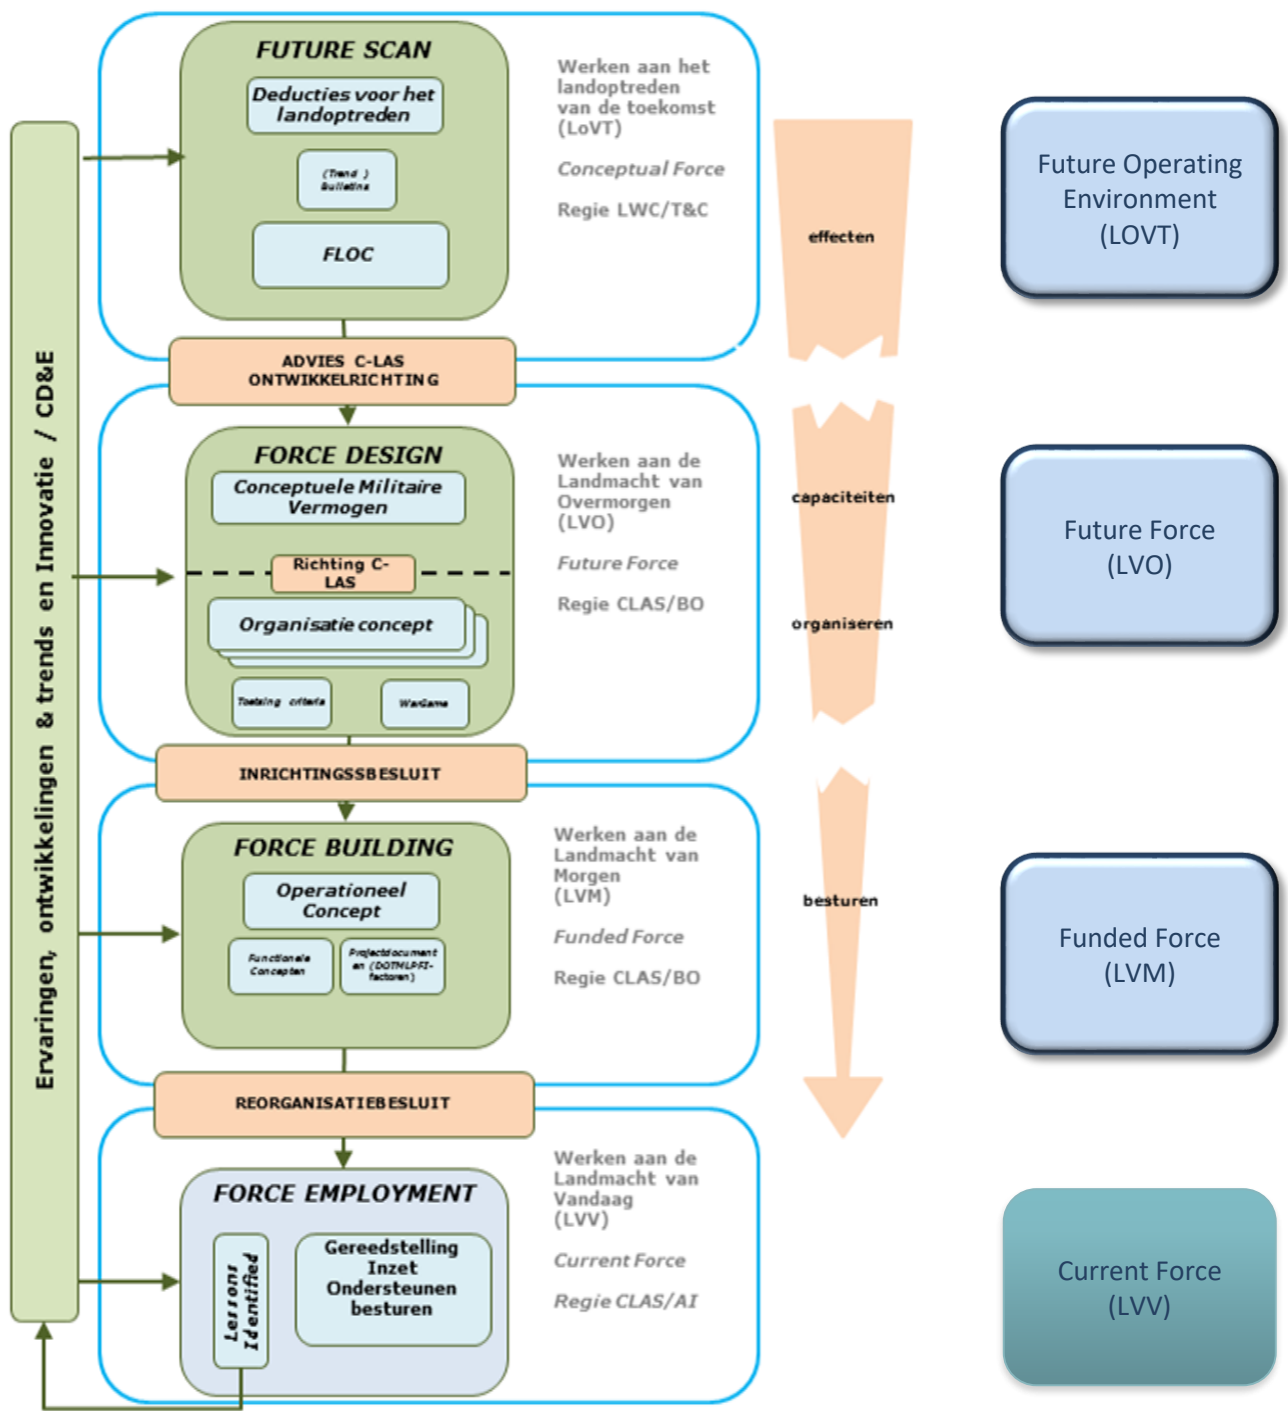 Ervaringen, ontwikkelingen & trends en Innovatie / CD&E
FUTURE SCAN
Deducties voor het
landoptreden
(Trend )
Bulletins
FLOC
Werken aan het
landoptreden
van de toekomst
(LoVT)
Conceptual Force
Regie LWC/T&C
ADVIES C-LAS
ONTWIKKELRICHTING
FORCE DESIGN
Conceptuele Militaire
Vermogen
Richting C-
LAS
Organisatie concept
Toetsing criteria
WarGame
Werken aan de
Landmacht van
Overmorgen
(LVO)
Future Force
Regie CLAS/BO
INRICHTINGSSBESLUIT
FORCE BUILDING
Operationeel
Concept
Functionele
Concepten
Projectdocument
en (DOTMLPFI-
factoren)
Werken aan de
Landmacht van
Morgen
(LVM)
Funded Force
Regie CLAS/BO
REORGANISATIEBESLUIT
FORCE EMPLOYMENT
Lessons
Identified
Gereedstelling
Inzet
Ondersteunen
besturen
Werken aan de
Landmacht van
Vandaag
(LVV)
Current Force
Regie CLAS/AI
effecten
capaciteiten
organiseren
besturen
Future Operating
Environment
(LOVT)
Future Force
(LVO)
Funded Force
(LVM)
Current Force
(LVV)